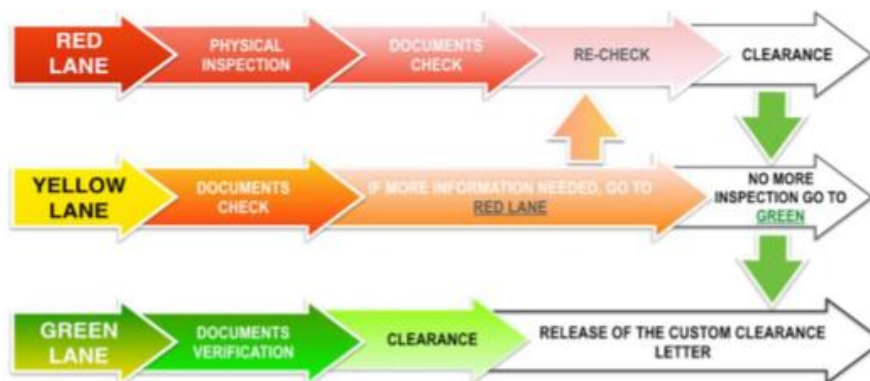 RED
LANE
PHYSICAL
INSPECTION
DOCUMENTS
CHECK
RE-CHECK
CLEARANCE
YELLOW
LANE
DOCUMENTS
CHECK
IF MORE INFORMATION NEEDED, GO TO
RED LANE
NO MORE
INSPECTION GO TO
GREEN
GREEN
LANE
DOCUMENTS
VERIFICATION
CLEARANCE
RELEASE OF THE CUSTOM CLEARANCE
LETTER